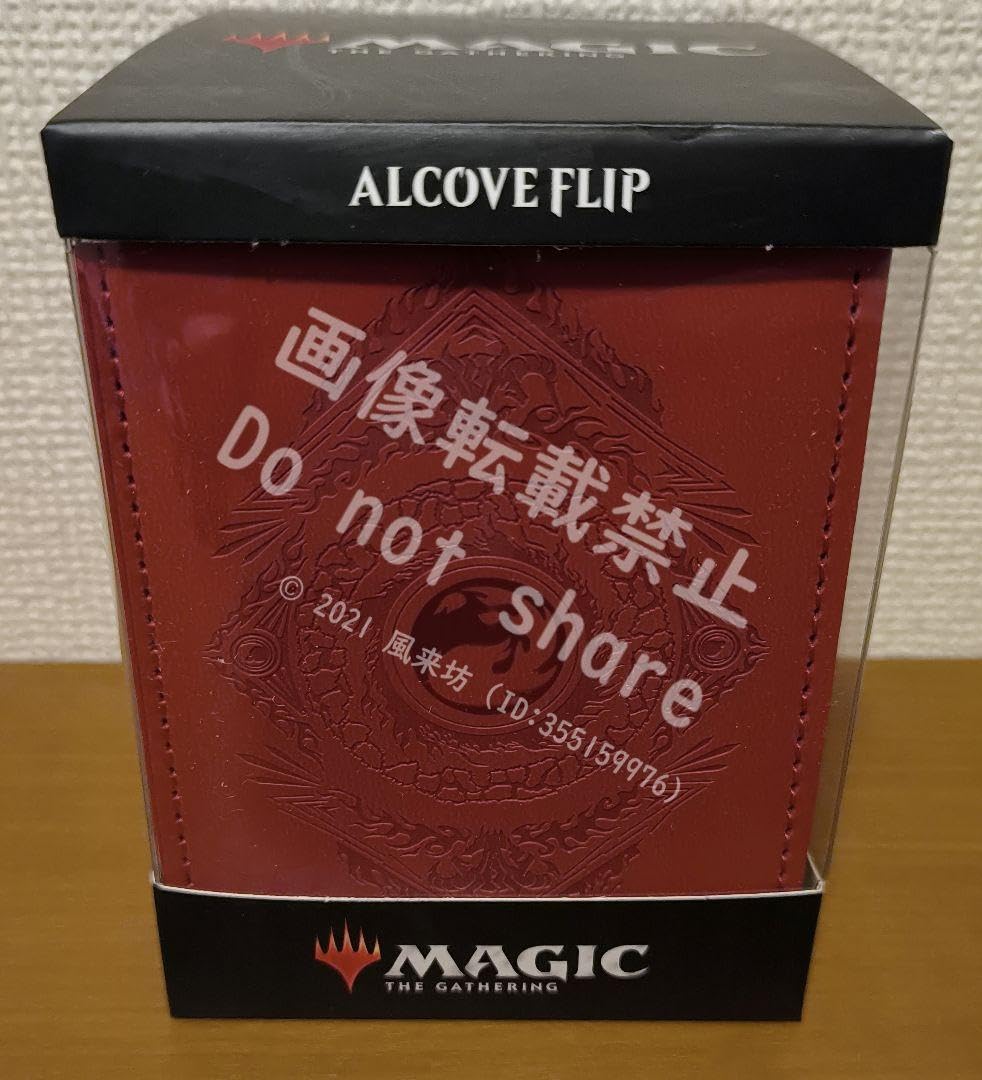 MAGIC
THE GATHERING
ALCOVE FLIP
画像転載禁止
Do not share
© 2021 風来坊 (ID:355159976)
MAGIC
THE GATHERING